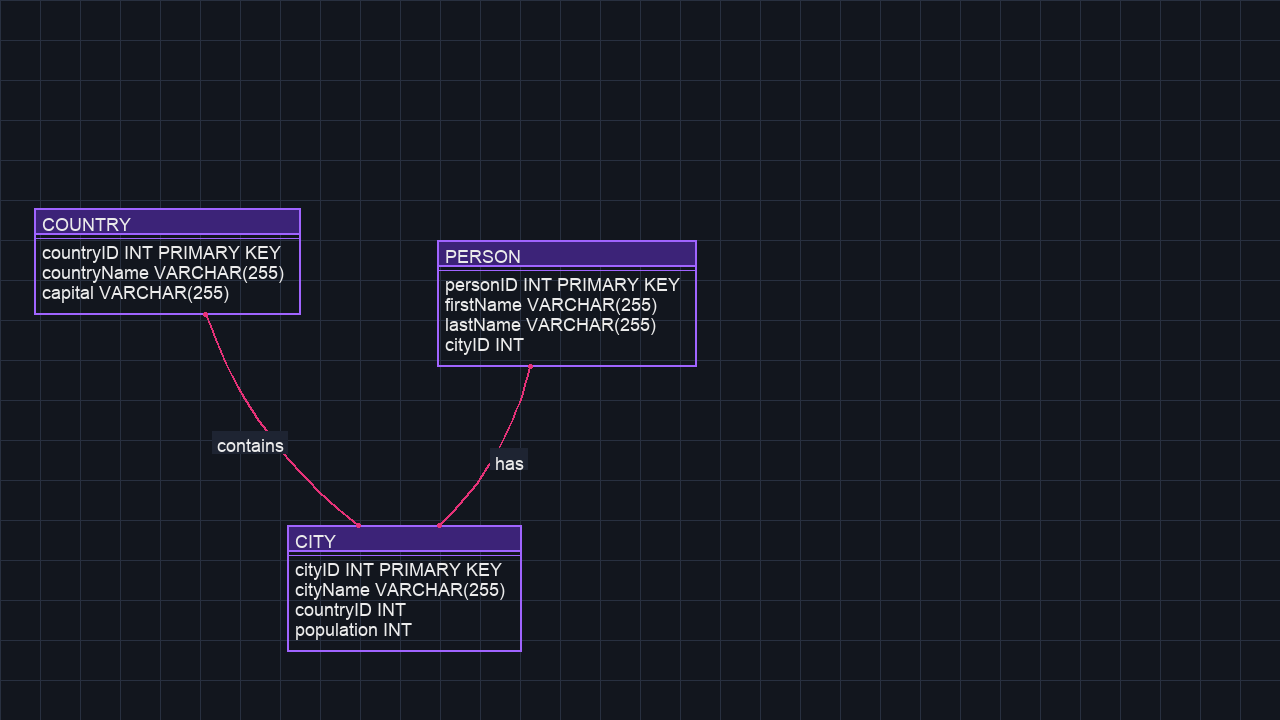 COUNTRY
countryID INT PRIMARY KEY
countryName VARCHAR(255)
capital VARCHAR(255)
PERSON
personID INT PRIMARY KEY
firstName VARCHAR(255)
lastName VARCHAR(255)
cityID INT
contains
has
CITY
cityID INT PRIMARY KEY
cityName VARCHAR(255)
countryID INT
population INT